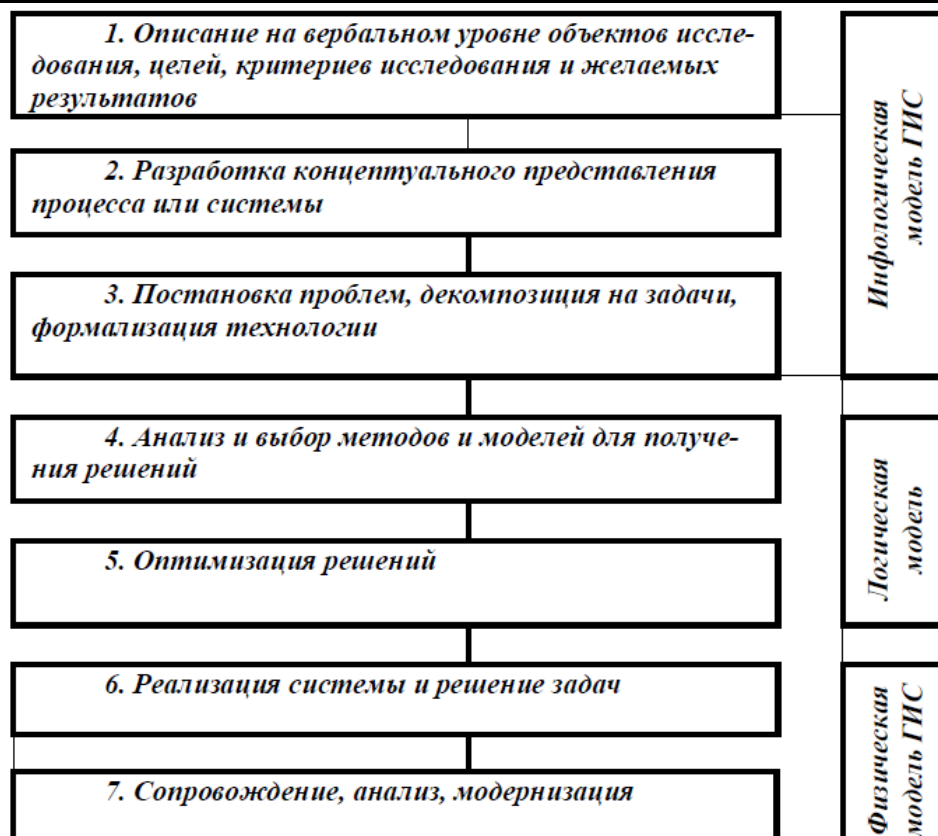 1. Описание на вербальном уровне объектов иссле-
дования, целей, критериев исследования и желаемых
результатов
2. Разработка концептуального представления
процесса или системы
3. Постановка проблем, декомпозиция на задачи,
формализация технологии
Инфологическая
модель ГИС
4. Анализ и выбор методов и моделей для получе-
ния решений
5. Оптимизация решений
Логическая
модель
6. Реализация системы и решение задач
7. Сопровождение, анализ, модернизация
Физическая
модель ГИС